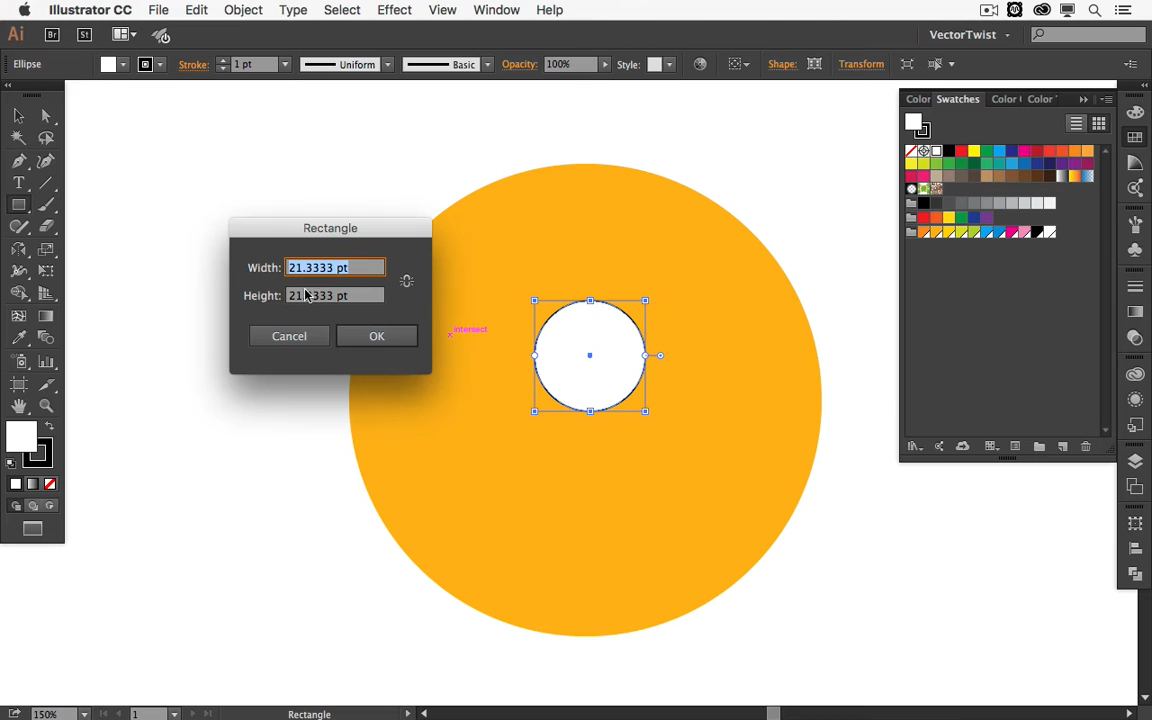 Illustrator CC File Edit Object Type Select Effect View Window Help
Ai Br St VectorTwist
Ellipse Stroke: 1 pt Uniform Basic Opacity: 100% Style: Shape: Transform
Color Swatches Color Color
Rectangle
Width: 21.3333 pt
Height:
Cancel OK
intersect
150% 1 Rectangle